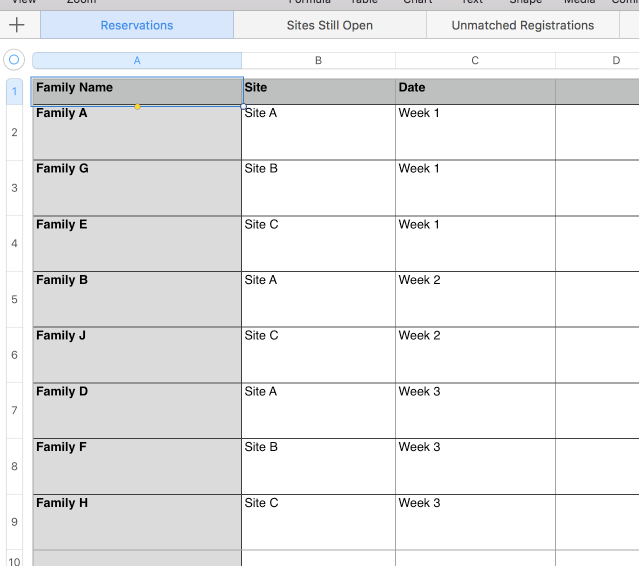 View Zoom Formula Table Chart Text Shape Media
Reservations Sites Still Open Unmatched Registrations
A B C D
1 Family Name Site Date
2 Family A Site A Week 1
3 Family G Site B Week 1
4 Family E Site C Week 1
5 Family B Site A Week 2
6 Family J Site C Week 2
7 Family D Site A Week 3
8 Family F Site B Week 3
9 Family H Site C Week 3
10